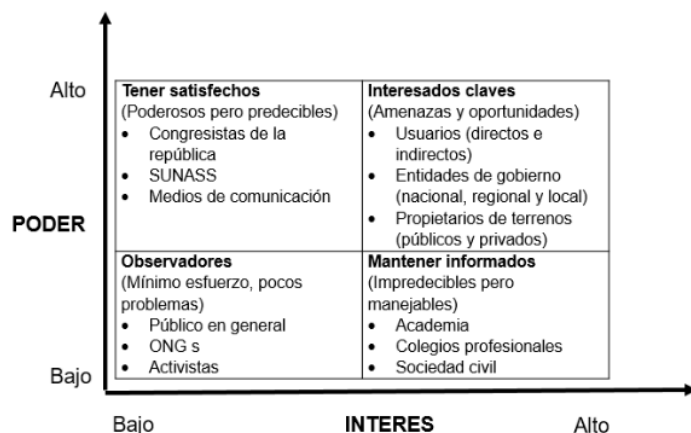 Alto
Tener satisfechos
(Poderosos pero predecibles)
• Congresistas de la
república
• SUNASS
• Medios de comunicación
Interesados claves
(Amenazas y oportunidades)
• Usuarios (directos e
indirectos)
• Entidades de gobierno
(nacional, regional y local)
• Propietarios de terrenos
(públicos y privados)
PODER
Observadores
(Mínimo esfuerzo, pocos
problemas)
• Público en general
• ONG s
• Activistas
Mantener informados
(Impredecibles pero
manejables)
• Academia
• Colegios profesionales
• Sociedad civil
Bajo
Bajo
INTERES
Alto